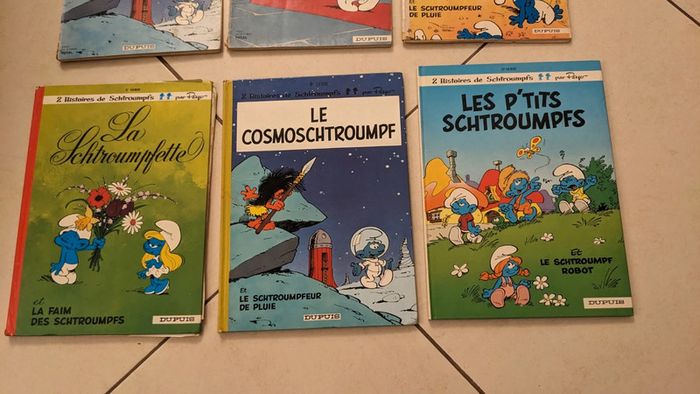 DUPUIS
DUPUIS
ET
LE SCHTROUMPFEUR
DE PLUIE
DUPUIS
2 Histoires de Schtroumpfs par Peyo
La
Schtroumpfette
et
LA FAIM
DES SCHTROUMPFS
DUPUIS
2 Histoires de Schtroumpfs par Peyo
LE
COSMOSCHTROUMPF
Et
LE SCHTROUMPFEUR
DE PLUIE
DUPUIS
2 Histoires de Schtroumpfs par Peyo
LES P'TITS
SCHTROUMPFS
Et
LE SCHTROUMPF
ROBOT
DUPUIS